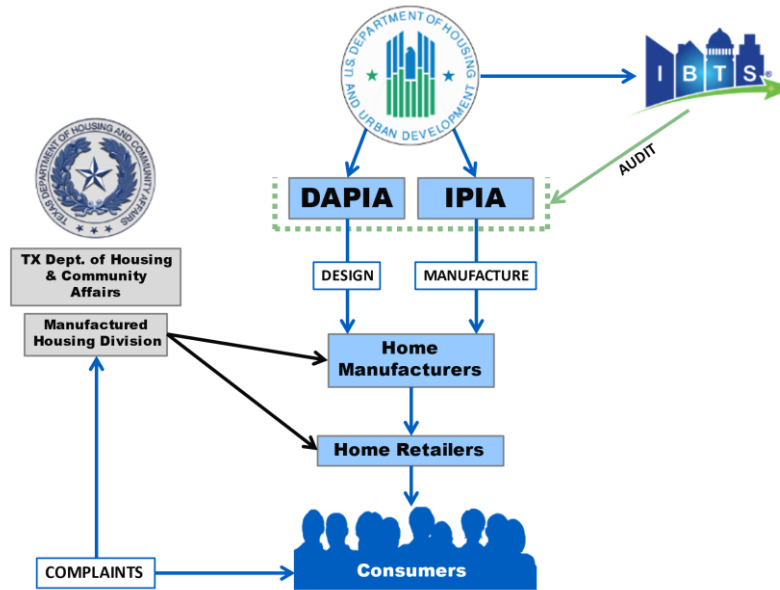 U.S. DEPARTMENT OF HOUSING
AND URBAN DEVELOPMENT
IBTS®
TEXAS DEPARTMENT OF HOUSING AND COMMUNITY AFFAIRS
AUDIT
DAPIA
IPIA
TX Dept. of Housing
& Community
Affairs
DESIGN
MANUFACTURE
Manufactured
Housing Division
Home
Manufacturers
Home Retailers
COMPLAINTS
Consumers